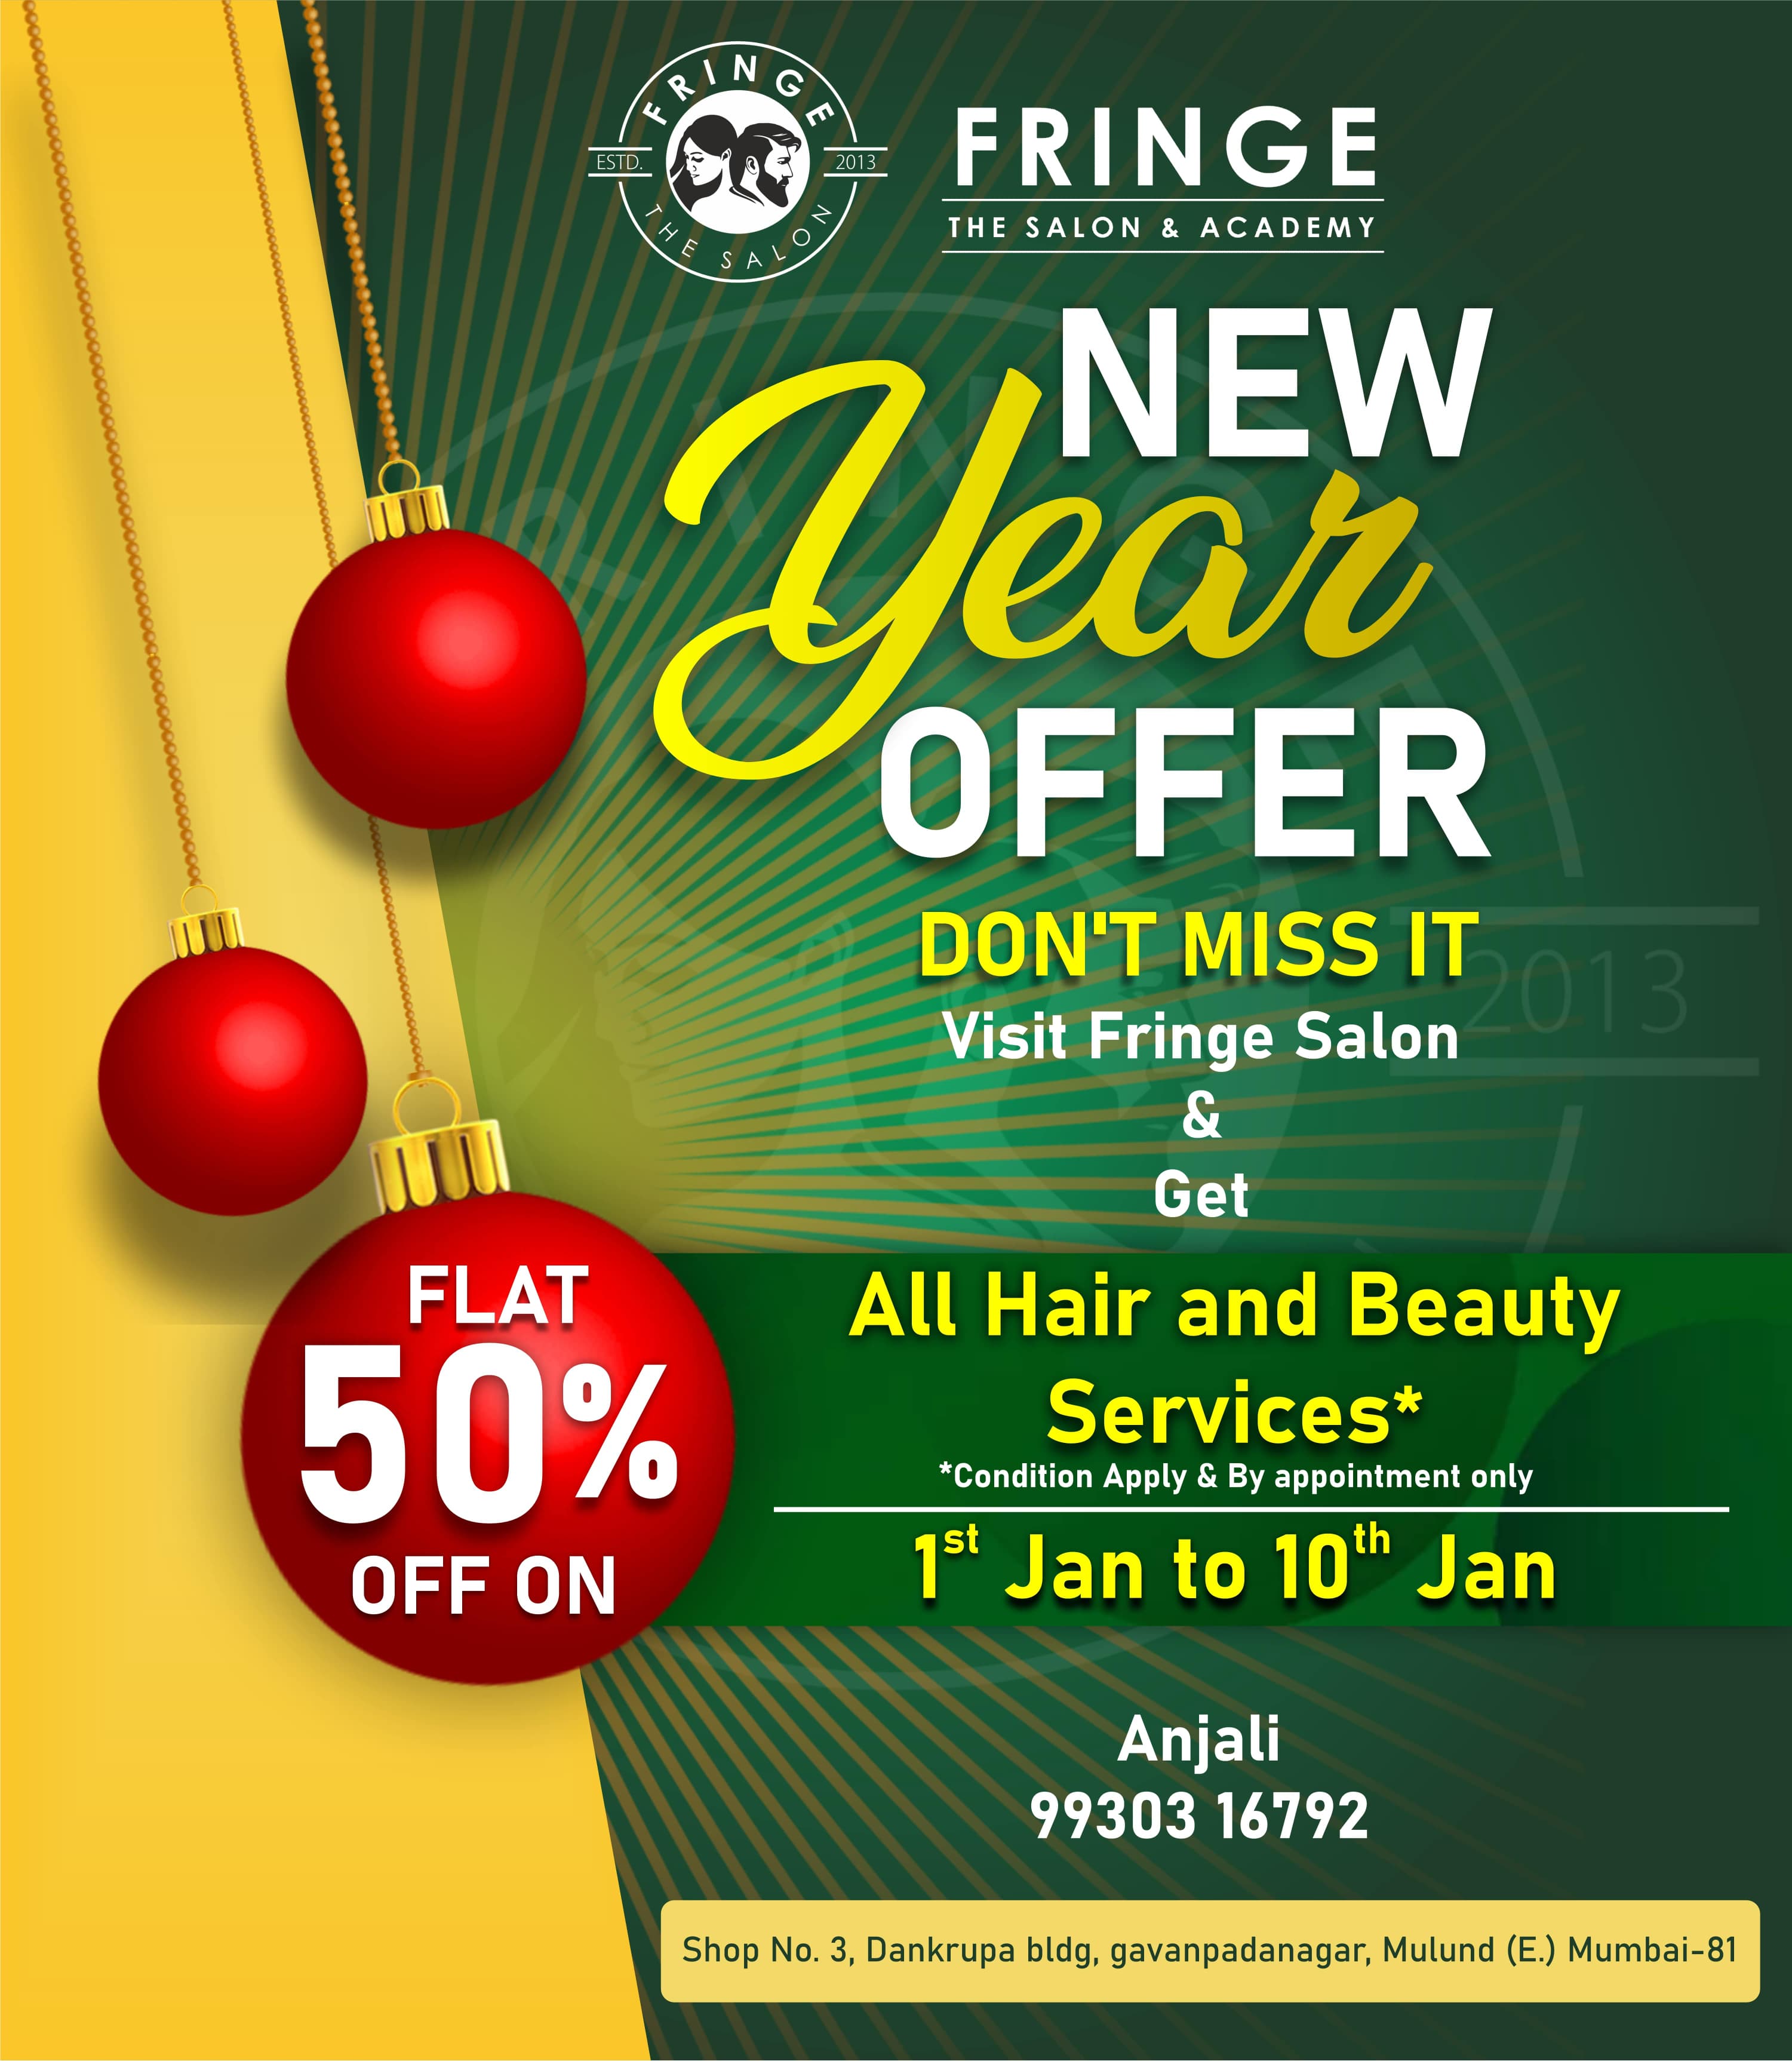 FRINGE
ESTD. 2013
THE SALON
FRINGE
THE SALON & ACADEMY
NEW
Year
OFFER
DON'T MISS IT
Visit Fringe Salon
&
Get
FLAT
50%
OFF ON
All Hair and Beauty
Services*
*Condition Apply & By appointment only
1st Jan to 10th Jan
Anjali
99303 16792
Shop No. 3, Dankrupa bldg, gavanpadanagar, Mulund (E.) Mumbai-81
2013